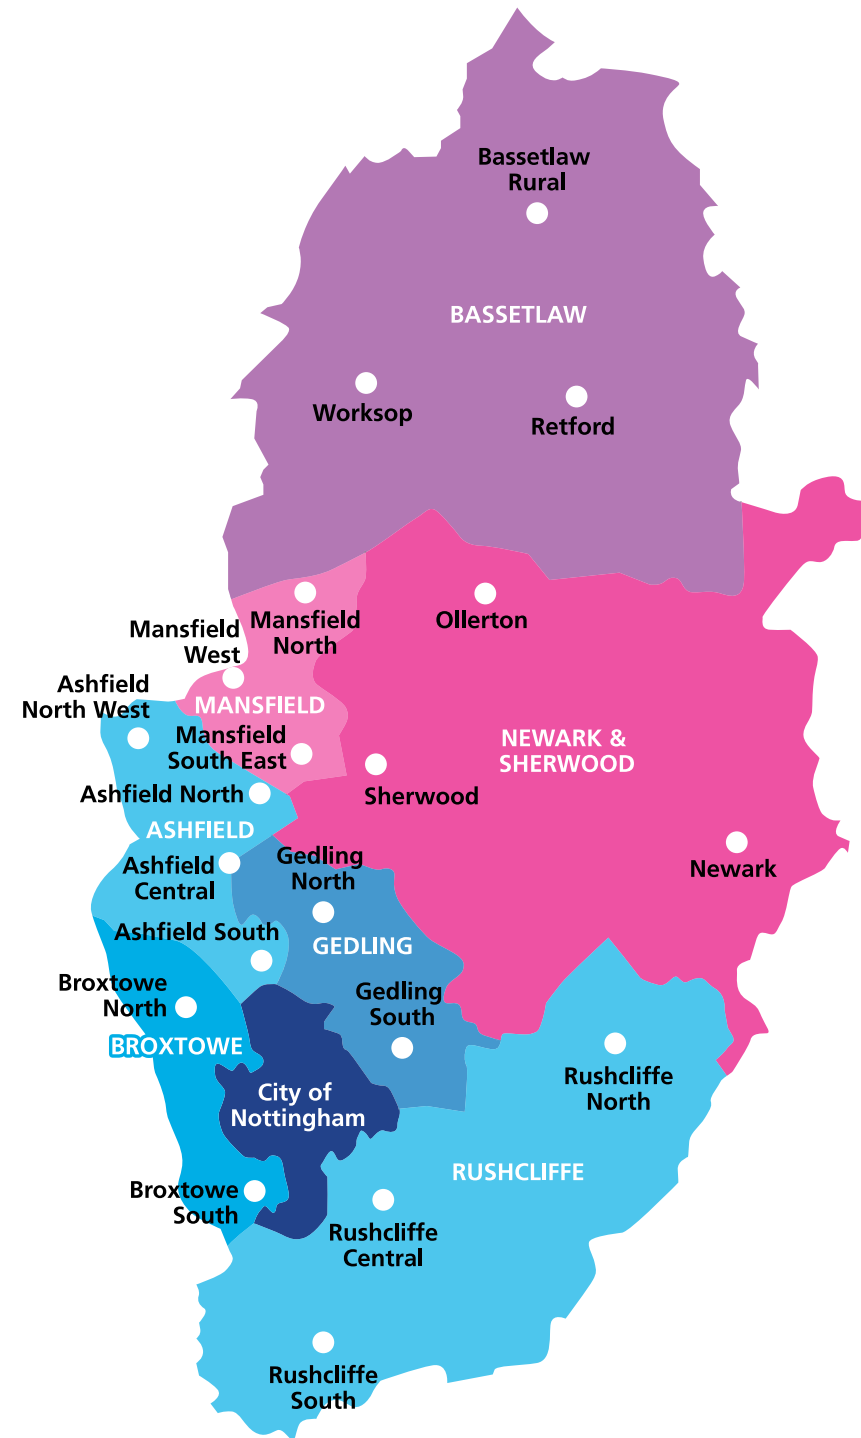 Bassetlaw
Rural
BASSETLAW
Worksop
Retford
Mansfield
North
Ollerton
Mansfield
West
Ashfield
North West
MANSFIELD
Mansfield
South East
NEWARK &
SHERWOOD
Ashfield North
Sherwood
ASHFIELD
Ashfield
Central
Gedling
North
Newark
Ashfield South
GEDLING
Broxtowe
North
Gedling
South
BROXTOWE
Rushcliffe
North
City of
Nottingham
RUSHCLIFFE
Broxtowe
South
Rushcliffe
Central
Rushcliffe
South